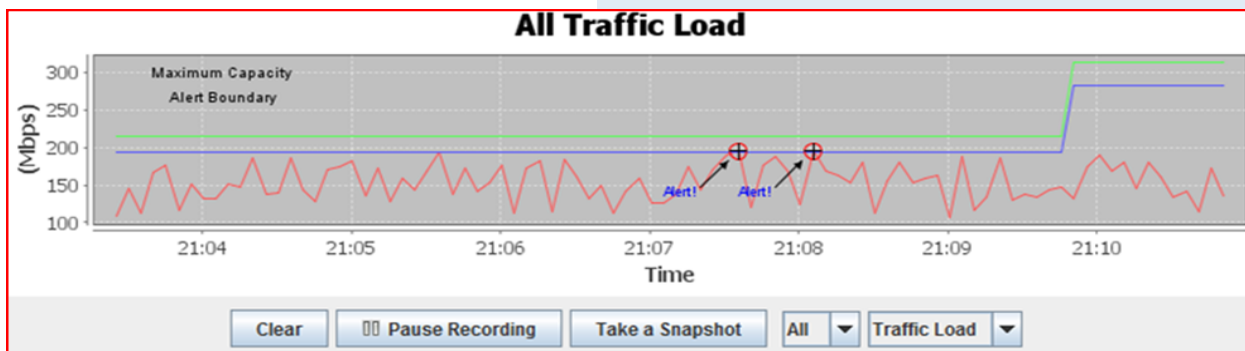 All Traffic Load
Maximum Capacity
Alert Boundary
300
250
200
150
100
(Mbps)
Alert! Alert!
21:04 21:05 21:06 21:07 21:08 21:09 21:10
Time
Clear Pause Recording Take a Snapshot All Traffic Load